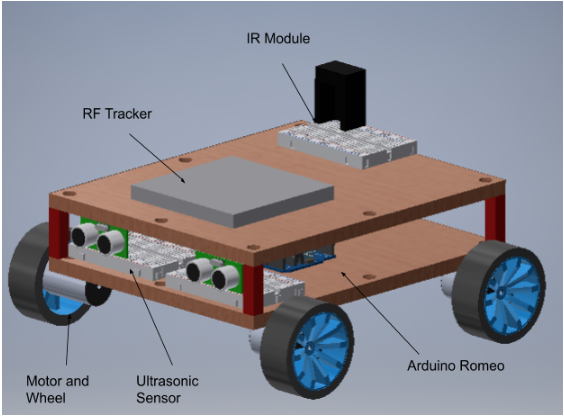 IR Module
RF Tracker
Arduino Romeo
Motor and
Wheel
Ultrasonic
Sensor